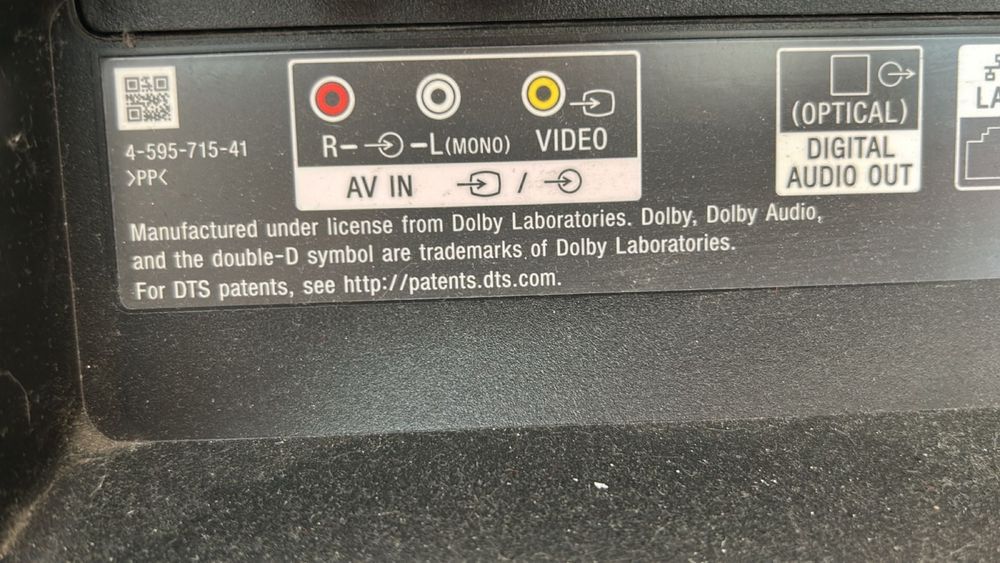 4-595-715-41
>PP<
R– –L(MONO) VIDEO
AV IN /
(OPTICAL)
DIGITAL
AUDIO OUT
Manufactured under license from Dolby Laboratories. Dolby, Dolby Audio,
and the double-D symbol are trademarks of Dolby Laboratories.
For DTS patents, see http://patents.dts.com.